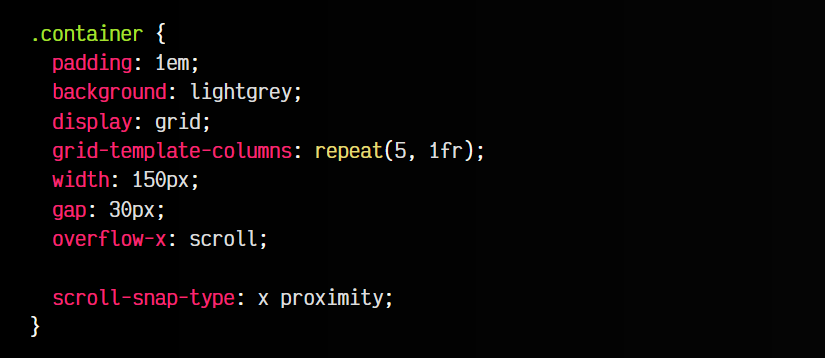 .container {
  padding: 1em;
  background: lightgrey;
  display: grid;
  grid-template-columns: repeat(5, 1fr);
  width: 150px;
  gap: 30px;
  overflow-x: scroll;

  scroll-snap-type: x proximity;
}